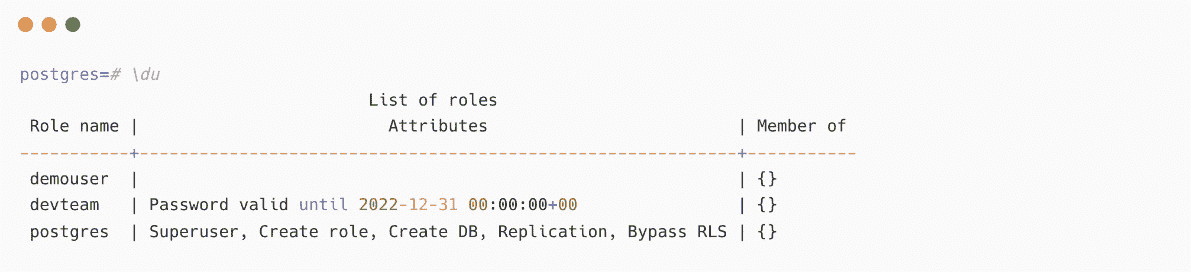 postgres=# \du
                                   List of roles
 Role name |                         Attributes                         | Member of
-----------+------------------------------------------------------------+-----------
 demouser  |                                                            | {}
 devteam   | Password valid until 2022-12-31 00:00:00+00                | {}
 postgres  | Superuser, Create role, Create DB, Replication, Bypass RLS | {}